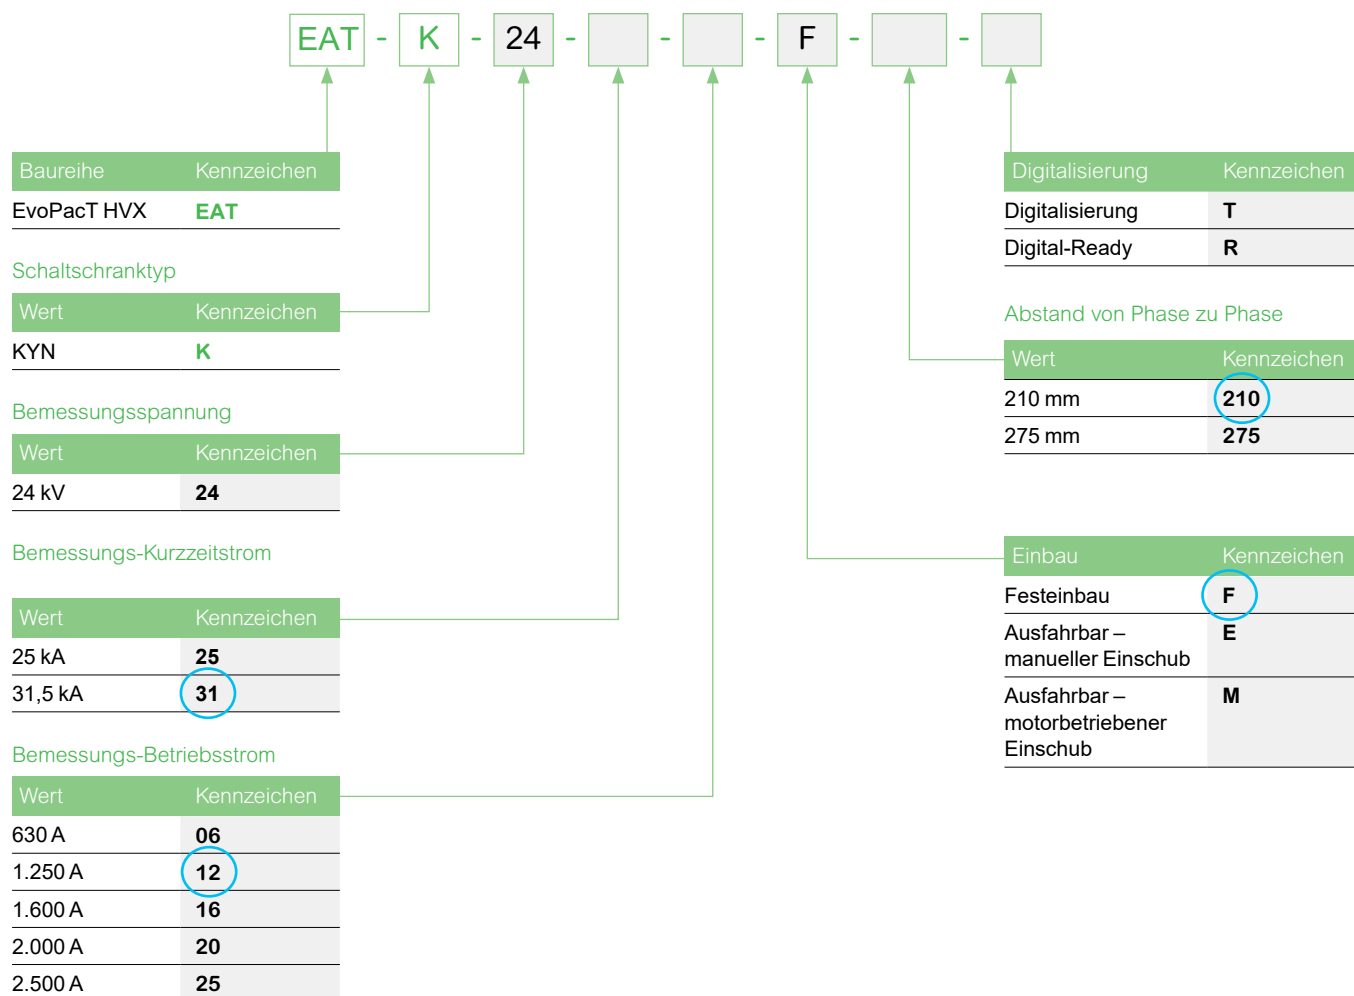 EAT - K - 24 - - - F - -
Baureihe Kennzeichen
EvoPacT HVX EAT
Schaltschranktyp
Wert Kennzeichen
KYN K
Bemessungsspannung
Wert Kennzeichen
24 kV 24
Bemessungs-Kurzzeitstrom
Wert Kennzeichen
25 kA 25
31,5 kA 31
Bemessungs-Betriebsstrom
Wert Kennzeichen
630 A 06
1.250 A 12
1.600 A 16
2.000 A 20
2.500 A 25
Digitalisierung Kennzeichen
Digitalisierung T
Digital-Ready R
Abstand von Phase zu Phase
Wert Kennzeichen
210 mm 210
275 mm 275
Einbau Kennzeichen
Festeinbau F
Ausfahrbar – E
manueller Einschub
Ausfahrbar – M
motorbetriebener
Einschub